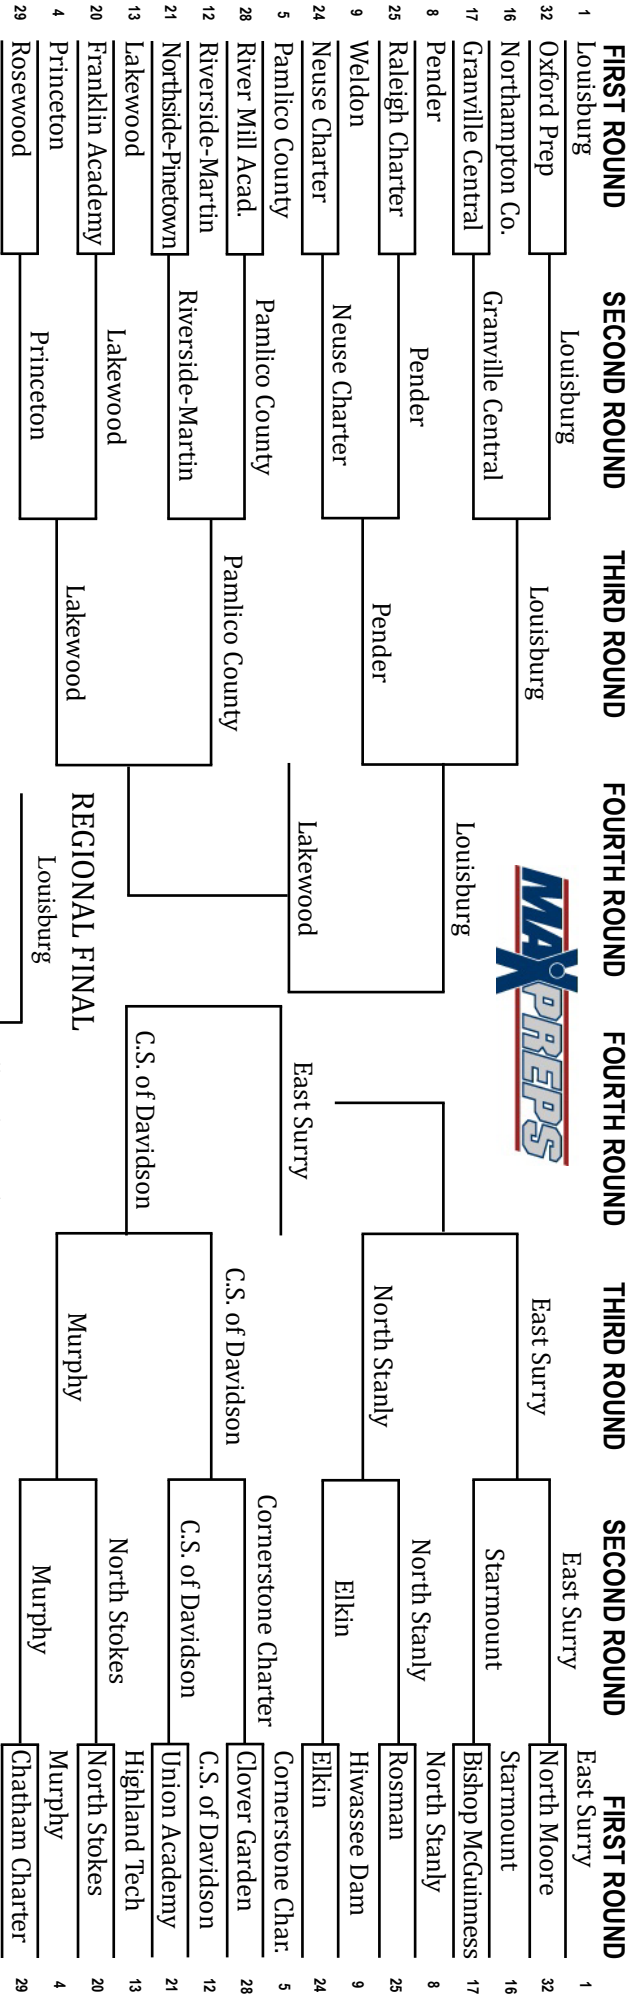 FIRST ROUND SECOND ROUND THIRD ROUND FOURTH ROUND FOURTH ROUND THIRD ROUND SECOND ROUND FIRST ROUND
MAXPREPS
1 Louisburg
32 Oxford Prep
16 Northampton Co.
17 Granville Central
8 Pender
25 Raleigh Charter
9 Weldon
24 Neuse Charter
5 Pamlico County
28 River Mill Acad.
12 Riverside-Martin
21 Northside-Pinetown
13 Lakewood
20 Franklin Academy
4 Princeton
29 Rosewood
Louisburg
Granville Central
Pender
Neuse Charter
Pamlico County
Riverside-Martin
Lakewood
Princeton
Louisburg
Pender
Pamlico County
Lakewood
Louisburg
Lakewood
REGIONAL FINAL
Louisburg
East Surry
C.S. of Davidson
East Surry
North Stanly
C.S. of Davidson
Murphy
East Surry
Starmount
North Stanly
Elkin
Cornerstone Charter
C.S. of Davidson
North Stokes
Murphy
East Surry 1
North Moore 32
Starmount 16
Bishop McGuinness 17
North Stanly 8
Rosman 25
Hiwassee Dam 9
Elkin 24
Cornerstone Char. 5
Clover Garden 28
C.S. of Davidson 12
Union Academy 21
Highland Tech 13
North Stokes 20
Murphy 4
Chatham Charter 29